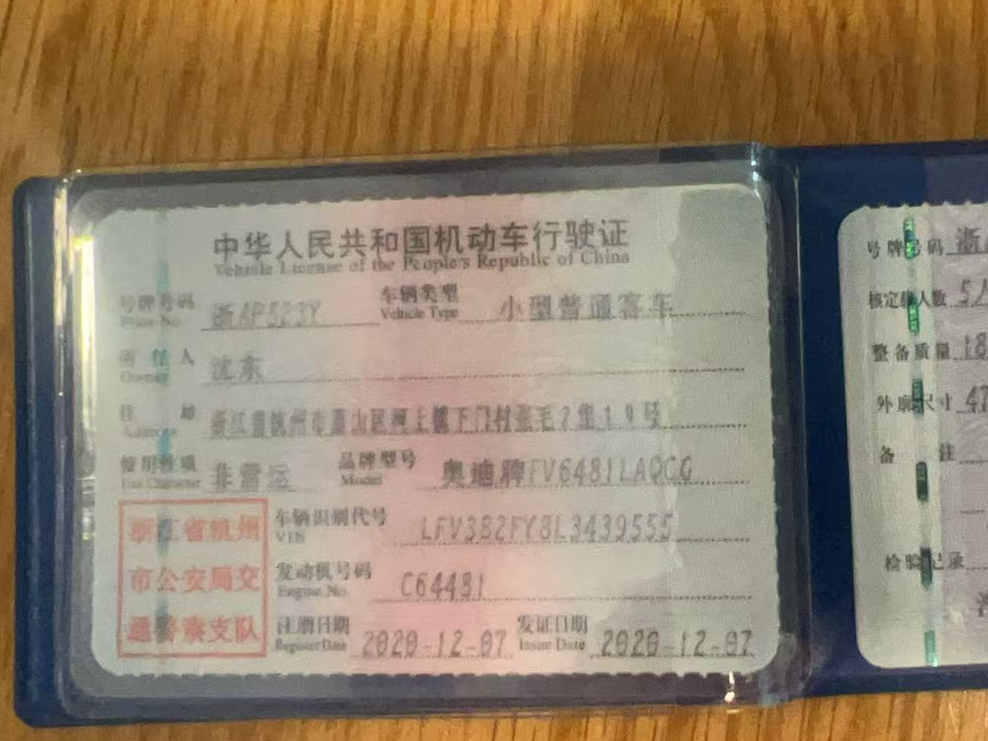 中华人民共和国机动车行驶证
Vehicle License of the People's Republic of China
号牌号码 浙AP523Y 车辆类型 小型普通客车
Plate No. Vehicle Type
所有人 沈东
Owner
住 址 浙江省杭州市萧山区河上镇下门村张毛2组19号
Address
使用性质 非营运 品牌型号 奥迪牌FV6481LAQCG
Use Character Model
车辆识别代号 LFV3B2FY8L3439555
VIN
发动机号码 C64481
Engine No.
浙江省杭州
市公安局交
通警察支队
注册日期 2020-12-07 发证日期 2020-12-07
Register Date Issue Date
号牌号码 浙
核定载人数 5人
整备质量 18
外廓尺寸 47
备 注
检验记录